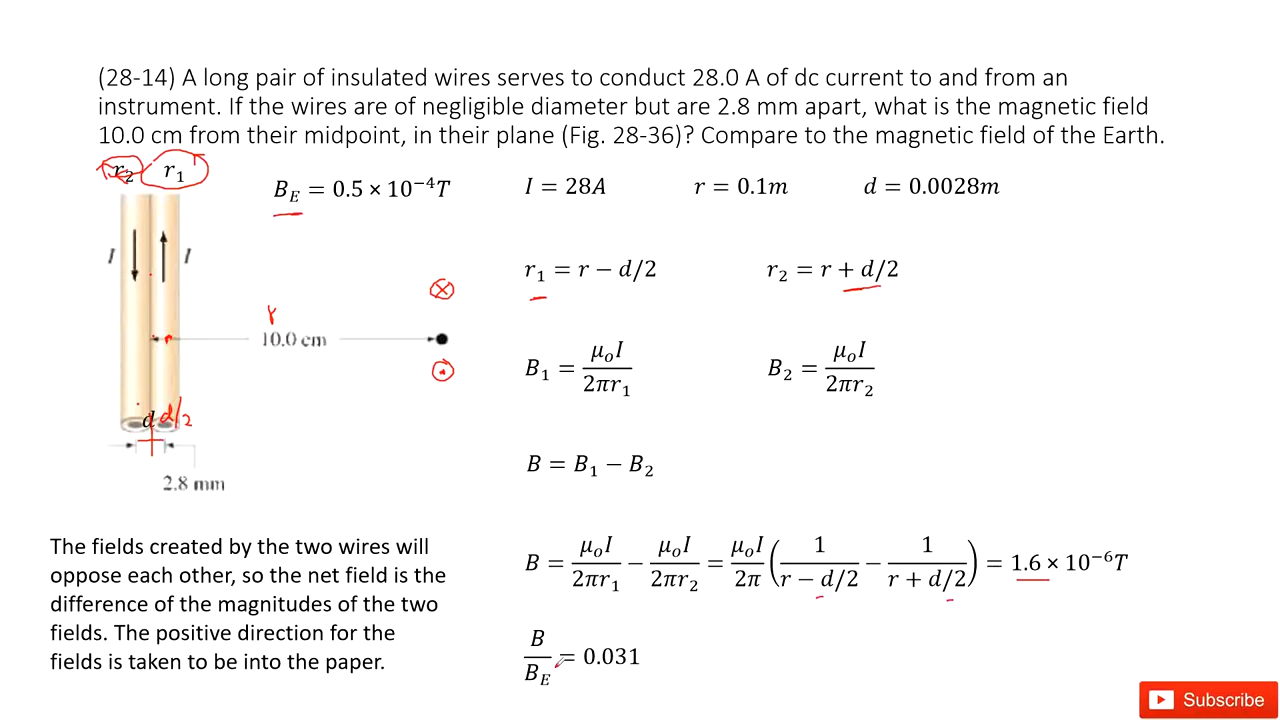 (28-14) A long pair of insulated wires serves to conduct 28.0 A of dc current to and from an
instrument. If the wires are of negligible diameter but are 2.8 mm apart, what is the magnetic field
10.0 cm from their midpoint, in their plane (Fig. 28-36)? Compare to the magnetic field of the Earth.
r₂ r₁
B_E = 0.5 × 10⁻⁴T I = 28A r = 0.1m d = 0.0028m
I I
r₁ = r − d/2 r₂ = r + d/2
r
10.0 cm
B₁ = μₒI / 2πr₁ B₂ = μₒI / 2πr₂
d d/2
B = B₁ − B₂
2.8 mm
The fields created by the two wires will
oppose each other, so the net field is the
difference of the magnitudes of the two
fields. The positive direction for the
fields is taken to be into the paper.
B = μₒI / 2πr₁ − μₒI / 2πr₂ = μₒI / 2π (1 / (r − d/2) − 1 / (r + d/2)) = 1.6 × 10⁻⁶T
B / B_E = 0.031
Subscribe